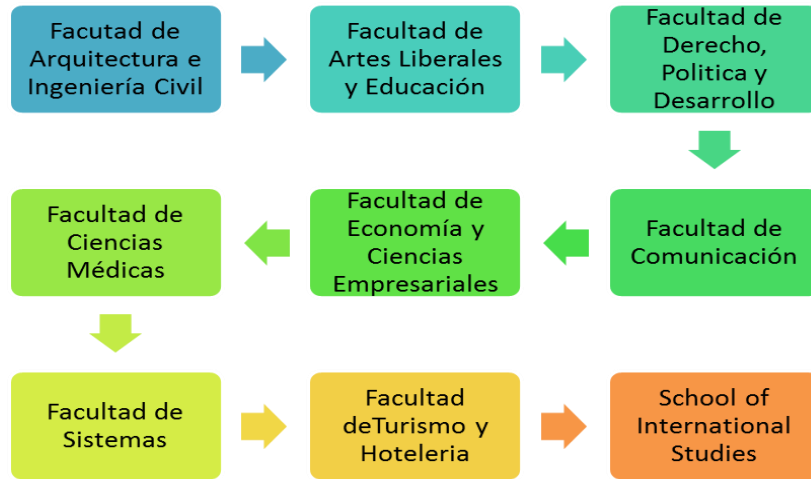 Facutad de
Arquitectura e
Ingeniería Civil
Facultad de
Artes Liberales
y Educación
Facultad de
Derecho,
Politica y
Desarrollo
Facultad de
Comunicación
Facultad de
Economía y
Ciencias
Empresariales
Facultad de
Ciencias
Médicas
Facultad de
Sistemas
Facultad
deTurismo y
Hoteleria
School of
International
Studies